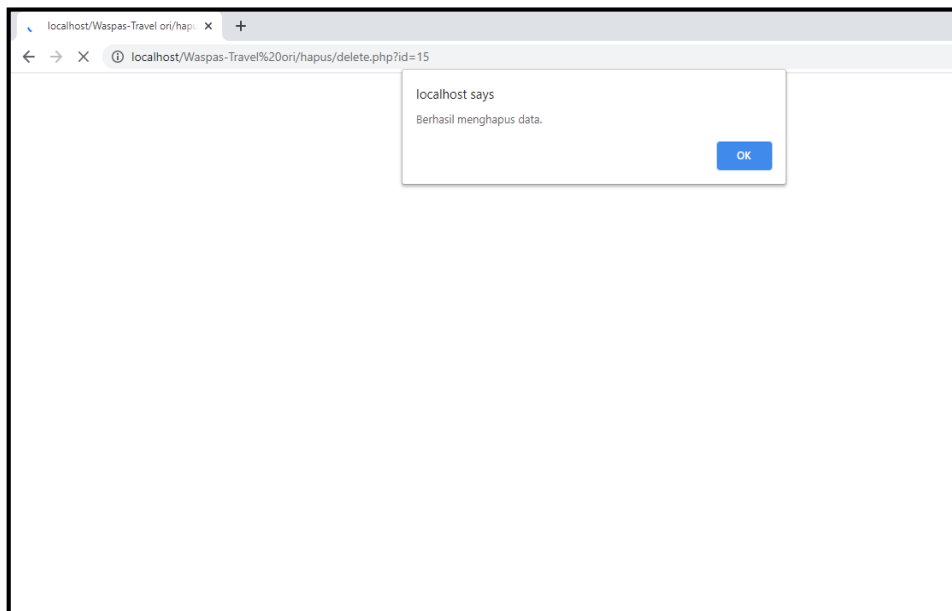 localhost/Waspas-Travel ori/hapu
localhost/Waspas-Travel%20ori/hapus/delete.php?id=15
localhost says
Berhasil menghapus data.
OK